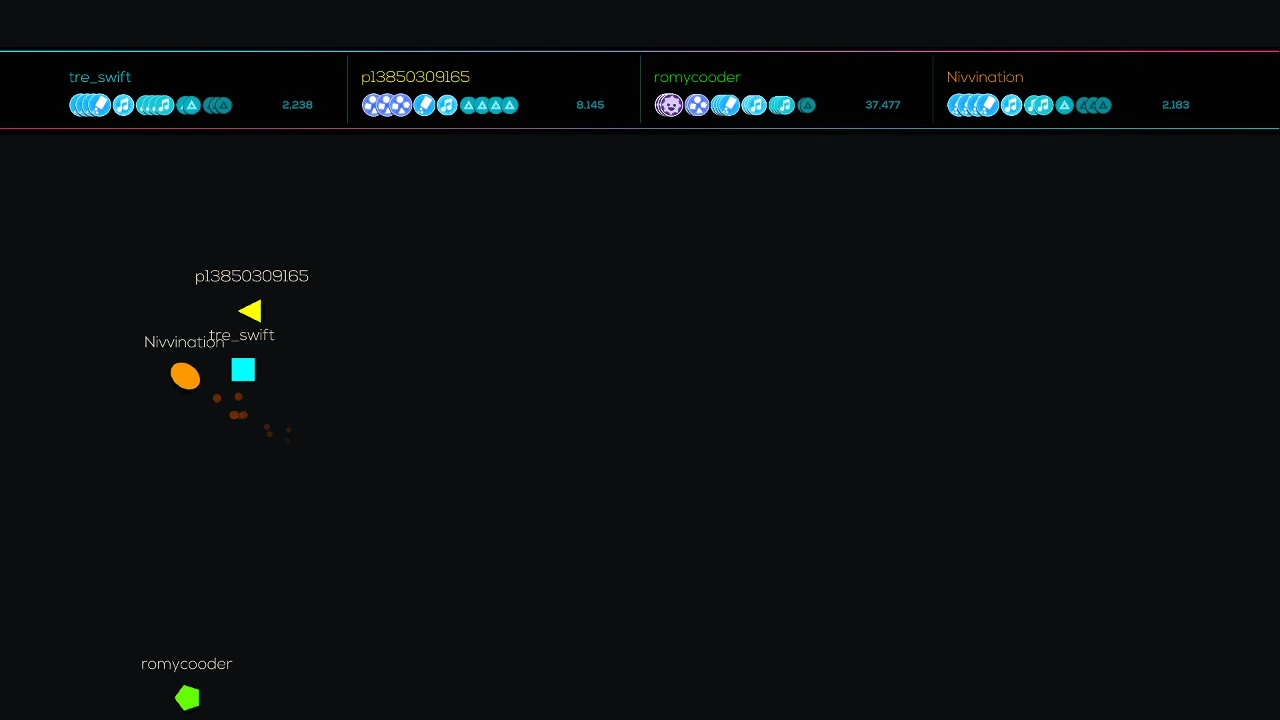 tre_swift
2,238
p13850309165
8,145
romycooder
37,477
Nivvination
2,183
p13850309165
tre_swift
Nivvination
romycooder